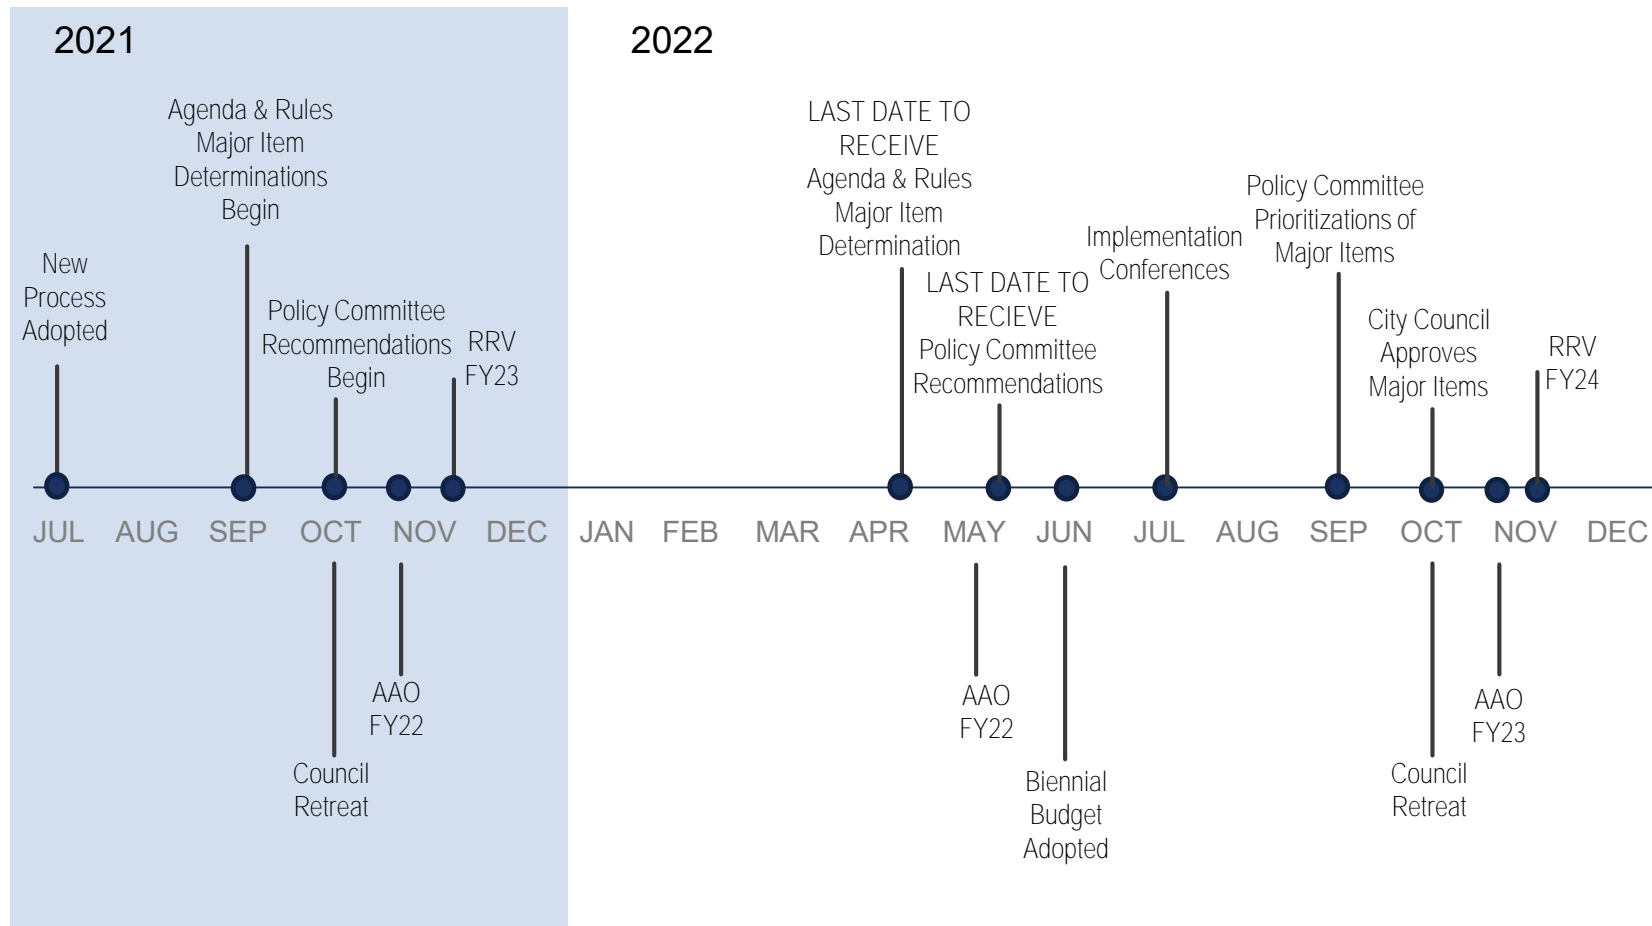 2021
2022
Agenda & Rules
Major Item
Determinations
Begin
New
Process
Adopted
Policy Committee
Recommendations
Begin
RRV
FY23
LAST DATE TO
RECEIVE
Agenda & Rules
Major Item
Determination
LAST DATE TO
RECIEVE
Policy Committee
Recommendations
Implementation
Conferences
Policy Committee
Prioritizations of
Major Items
City Council
Approves
Major Items
RRV
FY24
JUL AUG SEP OCT NOV DEC JAN FEB MAR APR MAY JUN JUL AUG SEP OCT NOV DEC
Council
Retreat
AAO
FY22
AAO
FY22
Biennial
Budget
Adopted
Council
Retreat
AAO
FY23